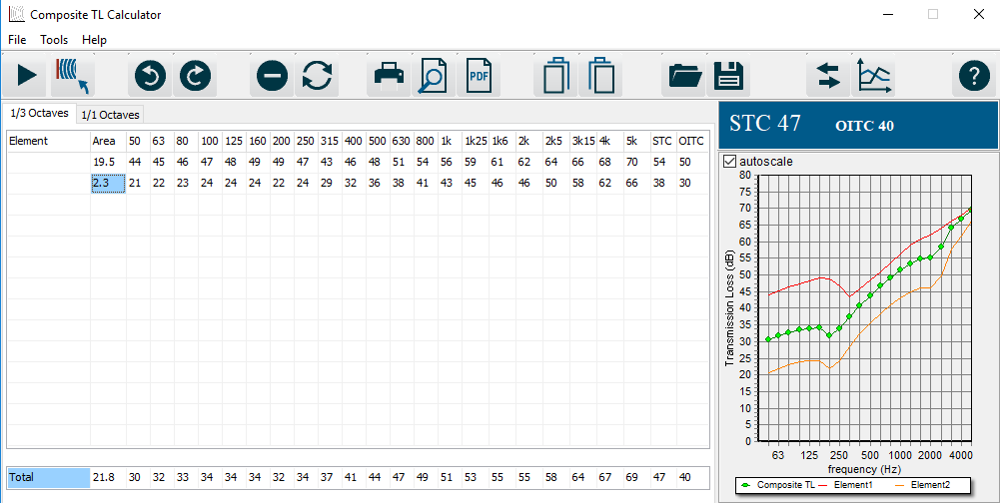 Composite TL Calculator
File Tools Help
PDF
1/3 Octaves 1/1 Octaves
Element Area 50 63 80 100 125 160 200 250 315 400 500 630 800 1k 1k25 1k6 2k 2k5 3k15 4k 5k STC OITC
19.5 44 45 46 47 48 49 49 47 43 46 48 51 54 56 59 61 62 64 66 68 70 54 50
2.3 21 22 23 24 24 24 22 24 29 32 36 38 41 43 45 46 46 50 58 62 66 38 30
Total 21.8 30 32 33 34 34 34 32 34 37 41 44 47 49 51 53 55 55 58 64 67 69 47 40
STC 47 OITC 40
autoscale
80
75
70
65
60
55
50
45
40
35
30
25
20
15
10
5
0
Transmission Loss (dB)
63 125 250 500 1000 2000 4000
frequency (Hz)
Composite TL Element1 Element2